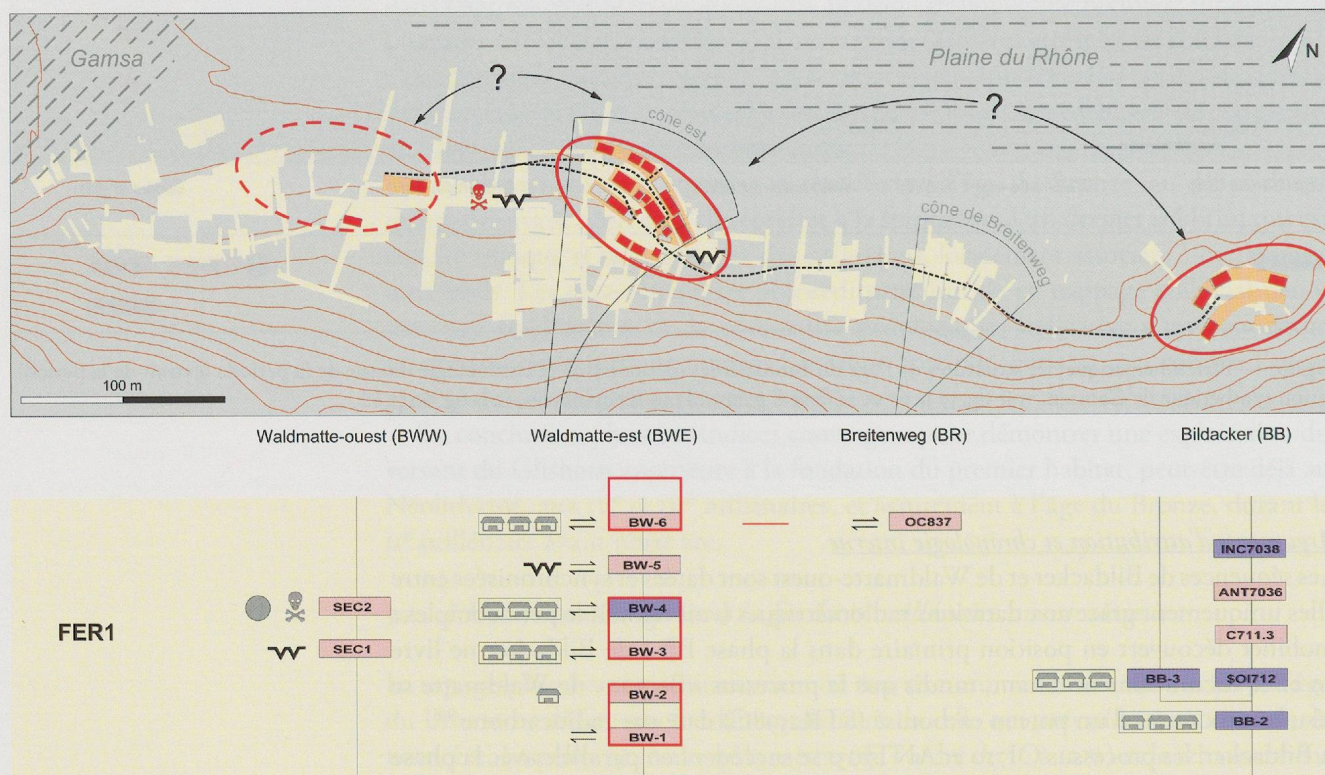 Gamsa
?
Plaine du Rhône
?
N
cône est
cône de Breitenweg
100 m
Waldmatte-ouest (BWW)
Waldmatte-est (BWE)
Breitenweg (BR)
Bildacker (BB)
FER1
BW-6
OC837
BW-5
INC7038
SEC2
BW-4
ANT7036
SEC1
BW-3
C711.3
BW-2
BB-3
SOI712
BW-1
BB-2